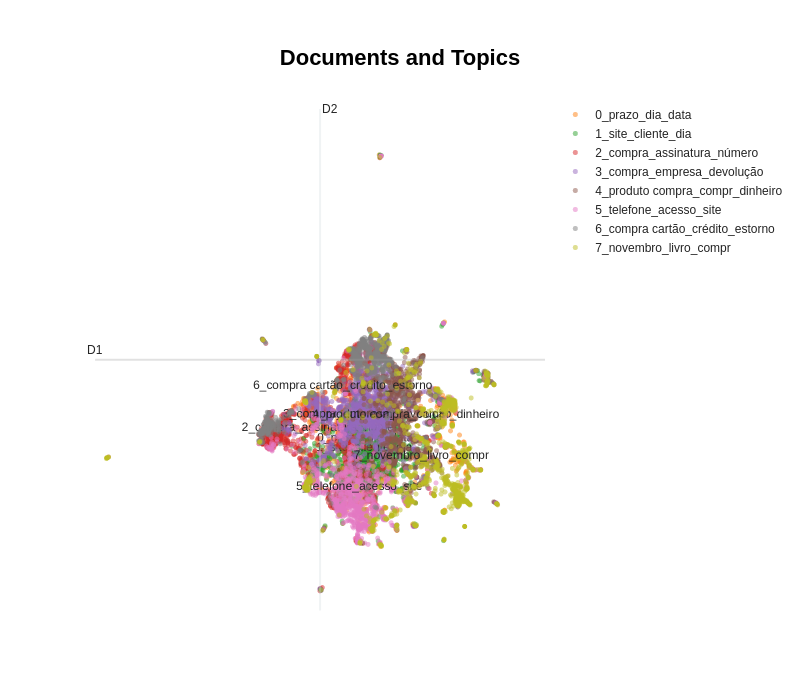 Documents and Topics
D2
0_prazo_dia_data
1_site_cliente_dia
2_compra_assinatura_número
3_compra_empresa_devolução
4_produto compra_compr_dinheiro
5_telefone_acesso_site
6_compra cartão_crédito_estorno
7_novembro_livro_compr
D1
6_compra cartão_crédito_estorno
7_novembro_livro_compr
5_telefone_acesso_site